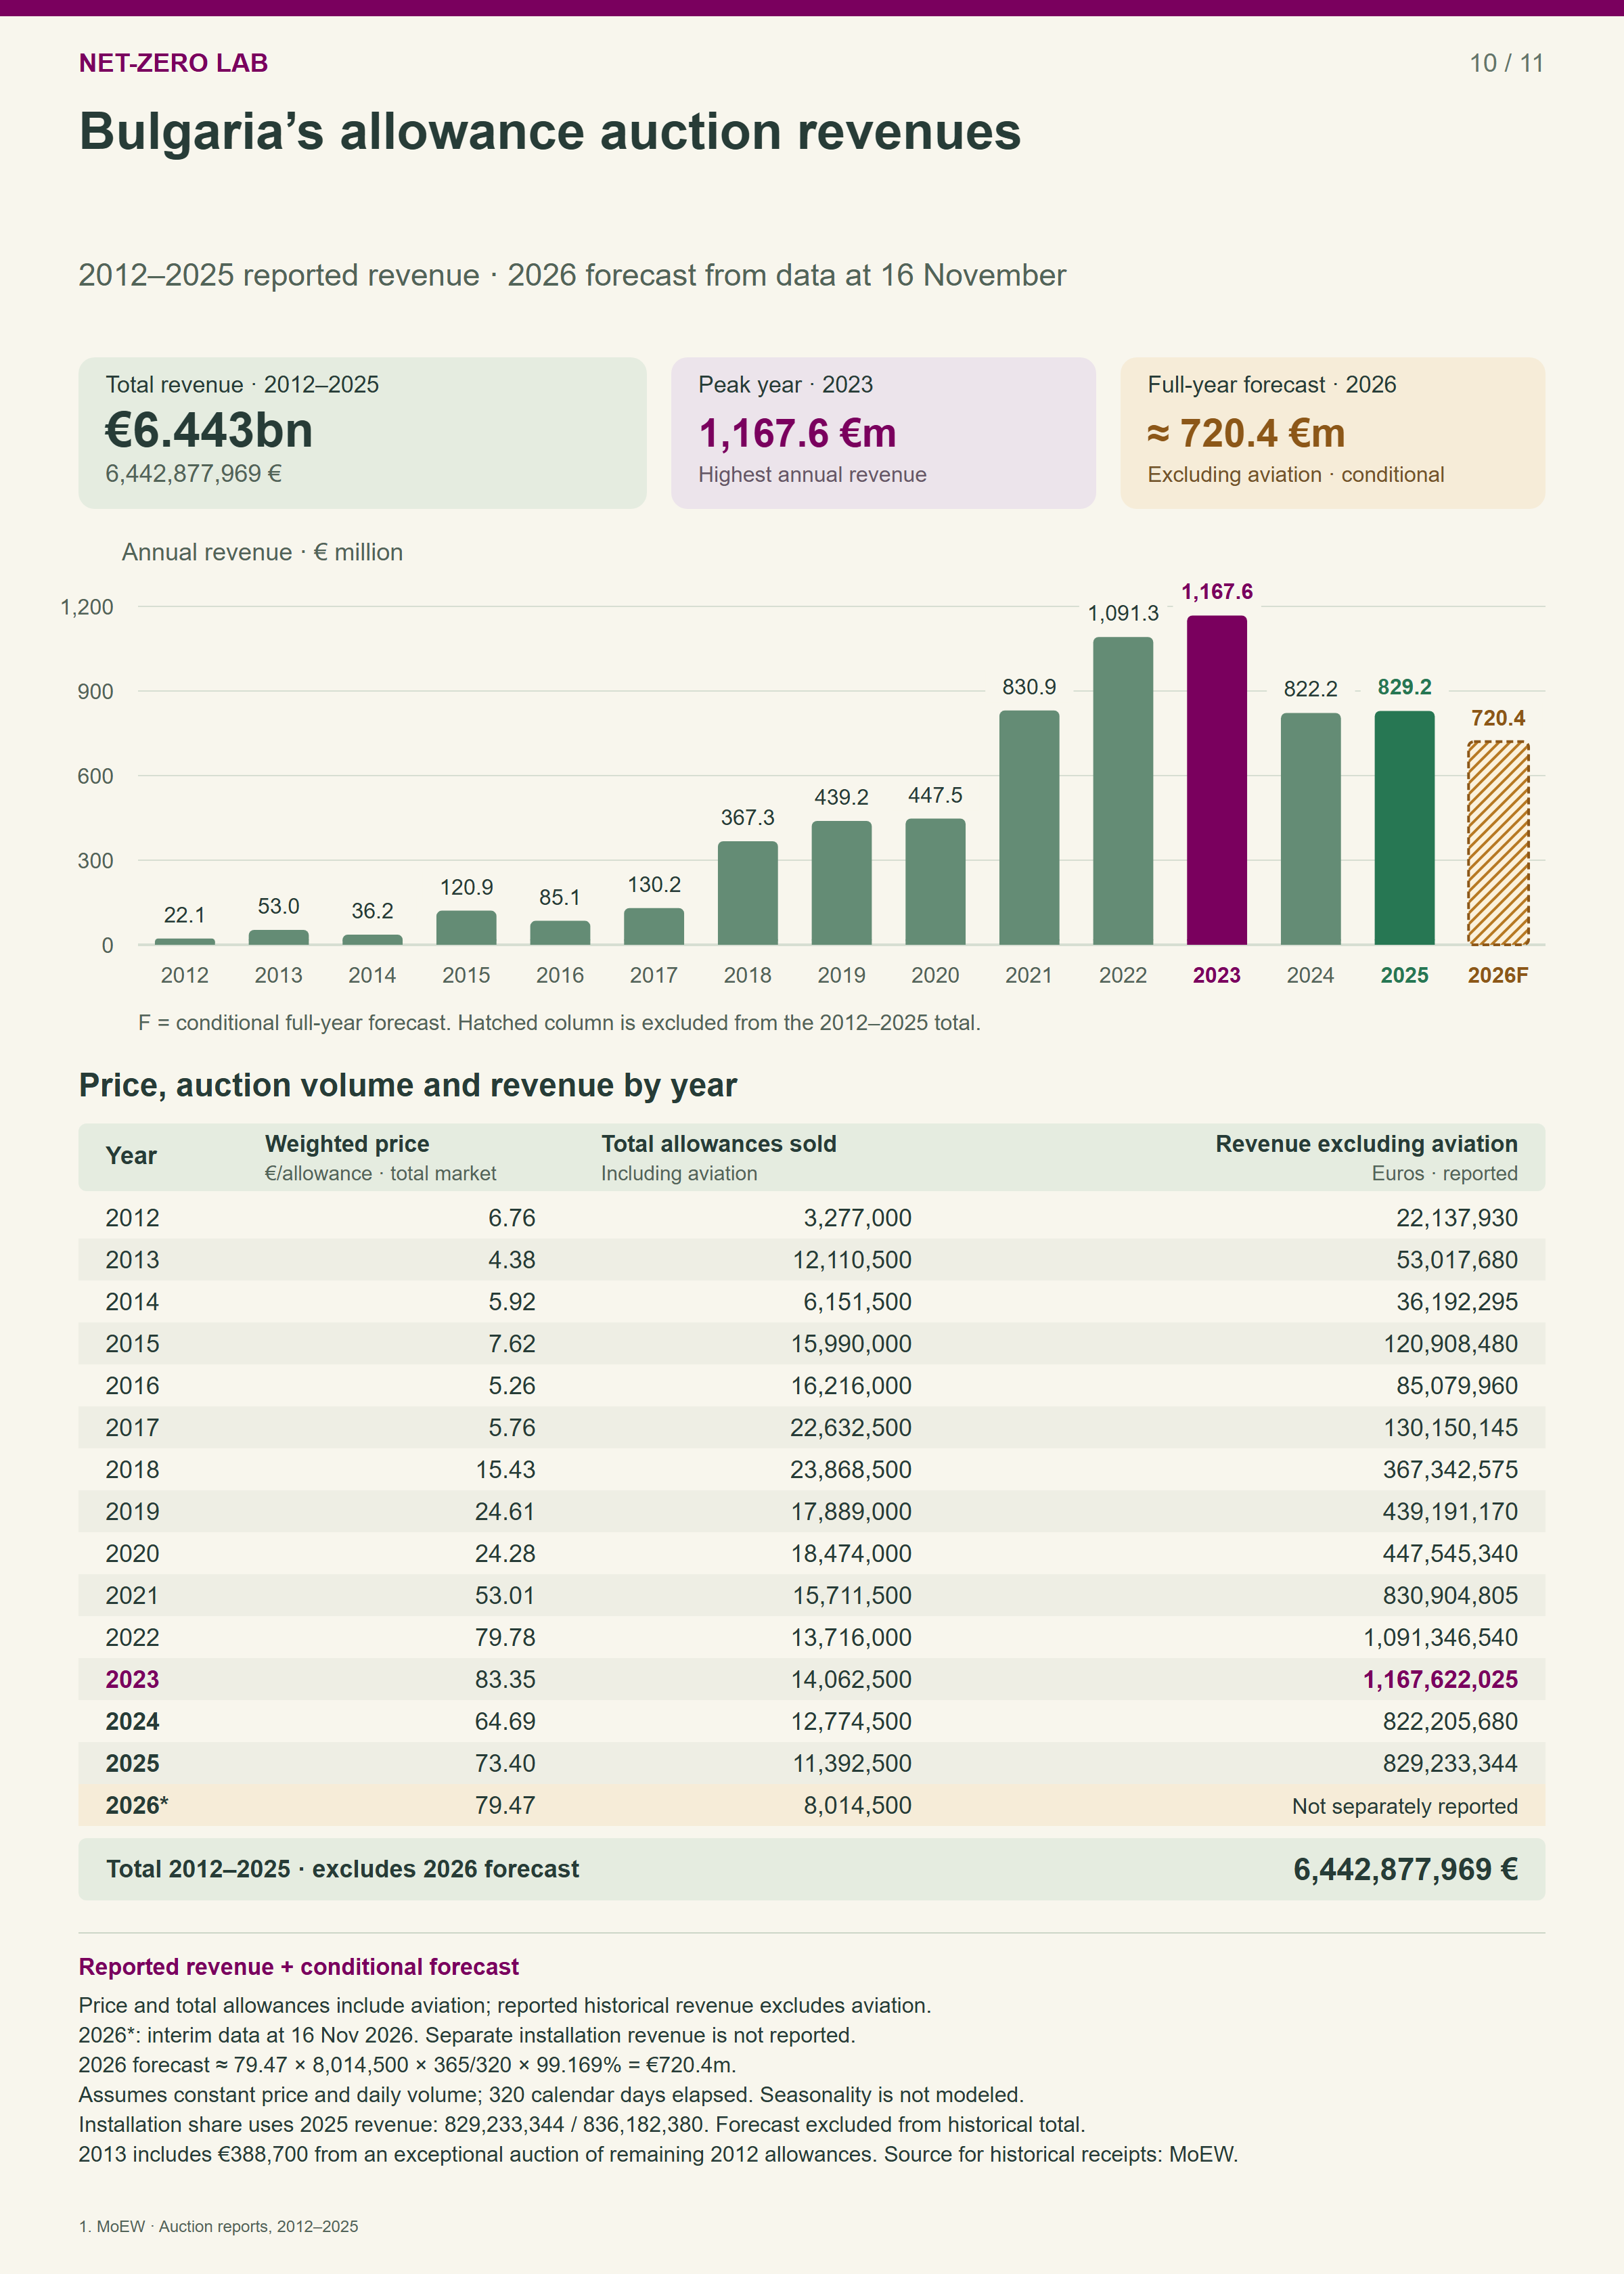 NET-ZERO LAB
10 / 11
Bulgaria’s allowance auction revenues
2012–2025 reported revenue · 2026 forecast from data at 16 November
Total revenue · 2012–2025
€6.443bn
6,442,877,969 €
Peak year · 2023
1,167.6 €m
Highest annual revenue
Full-year forecast · 2026
≈ 720.4 €m
Excluding aviation · conditional
Annual revenue · € million
1,200
900
600
300
0
22.1
53.0
36.2
120.9
85.1
130.2
367.3
439.2
447.5
830.9
1,091.3
1,167.6
822.2
829.2
720.4
2012 2013 2014 2015 2016 2017 2018 2019 2020 2021 2022 2023 2024 2025 2026F
F = conditional full-year forecast. Hatched column is excluded from the 2012–2025 total.
Price, auction volume and revenue by year
Year Weighted price Total allowances sold Revenue excluding aviation
€/allowance · total market Including aviation Euros · reported
2012 6.76 3,277,000 22,137,930
2013 4.38 12,110,500 53,017,680
2014 5.92 6,151,500 36,192,295
2015 7.62 15,990,000 120,908,480
2016 5.26 16,216,000 85,079,960
2017 5.76 22,632,500 130,150,145
2018 15.43 23,868,500 367,342,575
2019 24.61 17,889,000 439,191,170
2020 24.28 18,474,000 447,545,340
2021 53.01 15,711,500 830,904,805
2022 79.78 13,716,000 1,091,346,540
2023 83.35 14,062,500 1,167,622,025
2024 64.69 12,774,500 822,205,680
2025 73.40 11,392,500 829,233,344
2026* 79.47 8,014,500 Not separately reported
Total 2012–2025 · excludes 2026 forecast 6,442,877,969 €
Reported revenue + conditional forecast
Price and total allowances include aviation; reported historical revenue excludes aviation.
2026*: interim data at 16 Nov 2026. Separate installation revenue is not reported.
2026 forecast ≈ 79.47 × 8,014,500 × 365/320 × 99.169% = €720.4m.
Assumes constant price and daily volume; 320 calendar days elapsed. Seasonality is not modeled.
Installation share uses 2025 revenue: 829,233,344 / 836,182,380. Forecast excluded from historical total.
2013 includes €388,700 from an exceptional auction of remaining 2012 allowances. Source for historical receipts: MoEW.
1. MoEW · Auction reports, 2012–2025